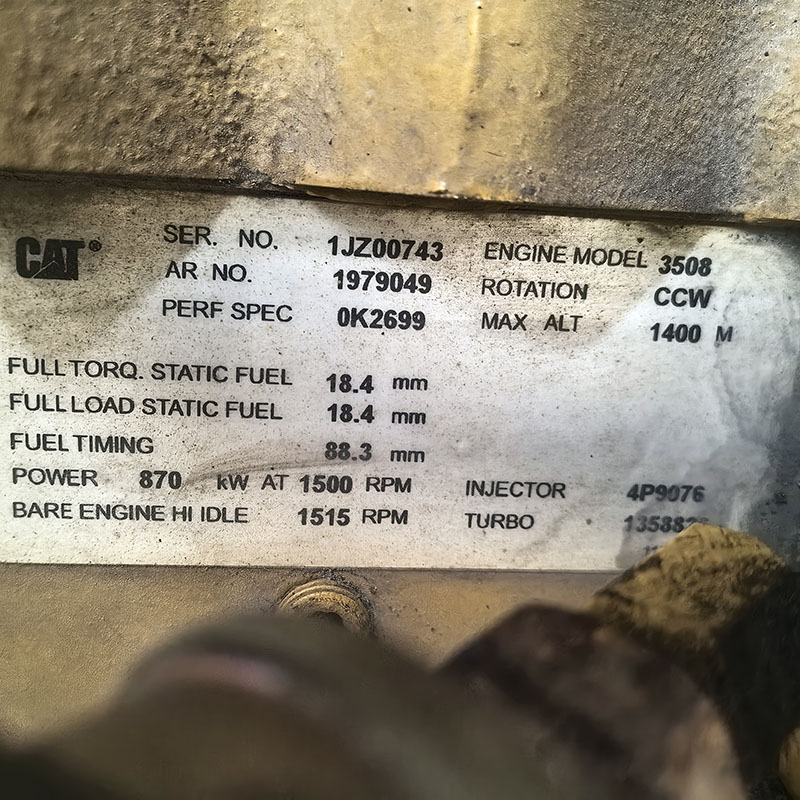 CAT®
SER. NO. 1JZ00743 ENGINE MODEL 3508
AR NO. 1979049 ROTATION CCW
PERF SPEC 0K2699 MAX ALT 1400 M
FULL TORQ. STATIC FUEL 18.4 mm
FULL LOAD STATIC FUEL 18.4 mm
FUEL TIMING 88.3 mm
POWER 870 kW AT 1500 RPM INJECTOR 4P9076
BARE ENGINE HI IDLE 1515 RPM TURBO